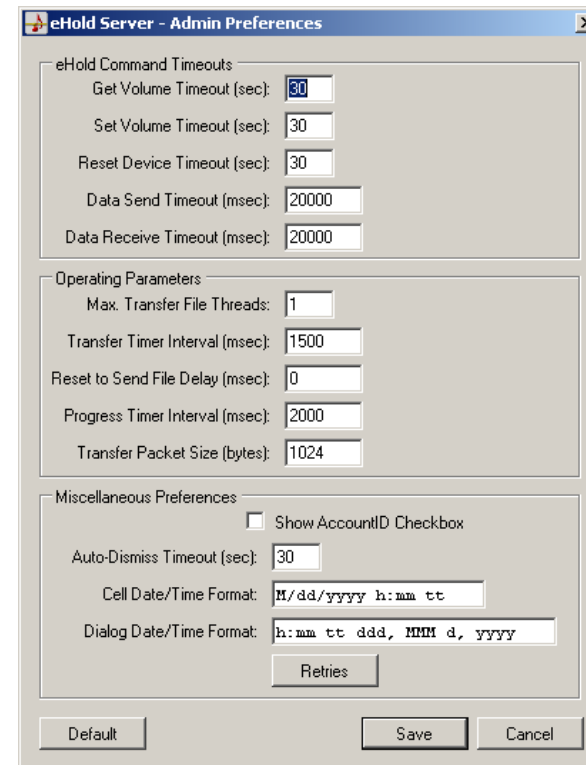 eHold Server - Admin Preferences
eHold Command Timeouts
Get Volume Timeout (sec): 30
Set Volume Timeout (sec): 30
Reset Device Timeout (sec): 30
Data Send Timeout (msec): 20000
Data Receive Timeout (msec): 20000
Operating Parameters
Max. Transfer File Threads: 1
Transfer Timer Interval (msec): 1500
Reset to Send File Delay (msec): 0
Progress Timer Interval (msec): 2000
Transfer Packet Size (bytes): 1024
Miscellaneous Preferences
Show AccountID Checkbox
Auto-Dismiss Timeout (sec): 30
Cell Date/Time Format: M/dd/yyyy h:mm tt
Dialog Date/Time Format: h:mm tt ddd, MMM d, yyyy
Retries
Default Save Cancel